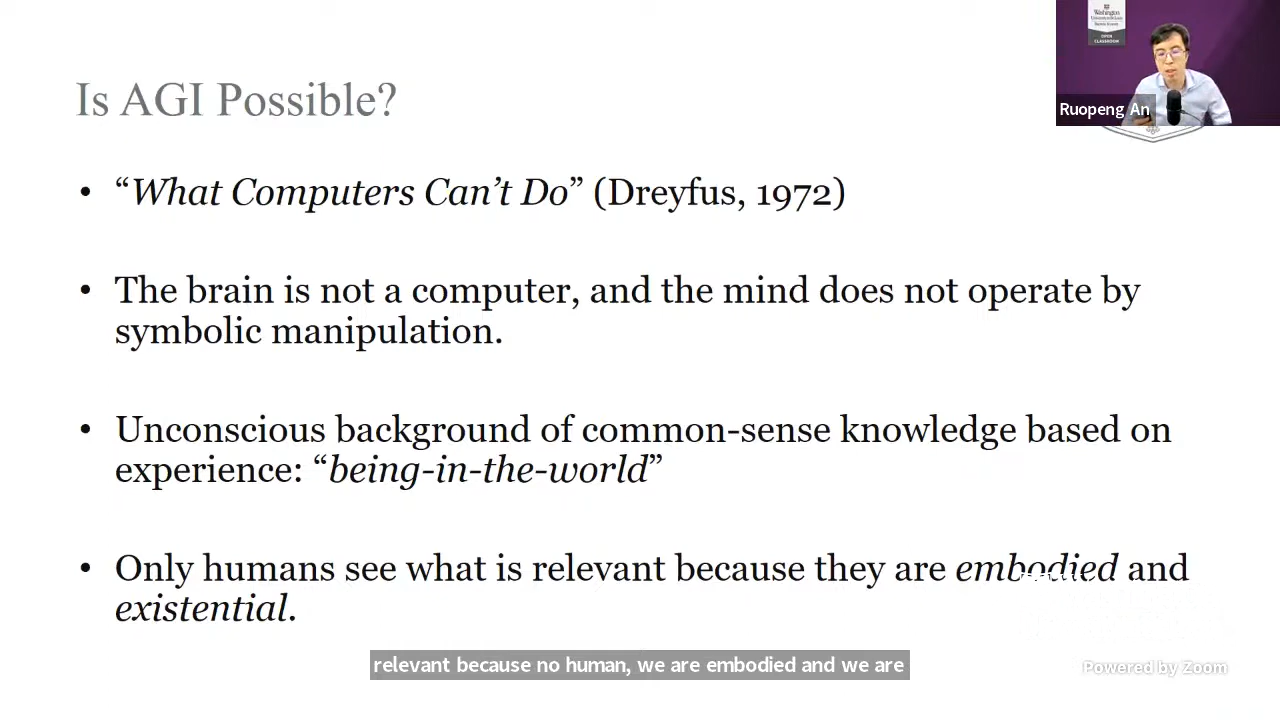 Washington
OPEN
CLASSROOM
Is AGI Possible?
Ruopeng An
• “What Computers Can’t Do” (Dreyfus, 1972)
• The brain is not a computer, and the mind does not operate by
symbolic manipulation.
• Unconscious background of common-sense knowledge based on
experience: “being-in-the-world”
• Only humans see what is relevant because they are embodied and
existential.
relevant because no human, we are embodied and we are
Powered by Zoom